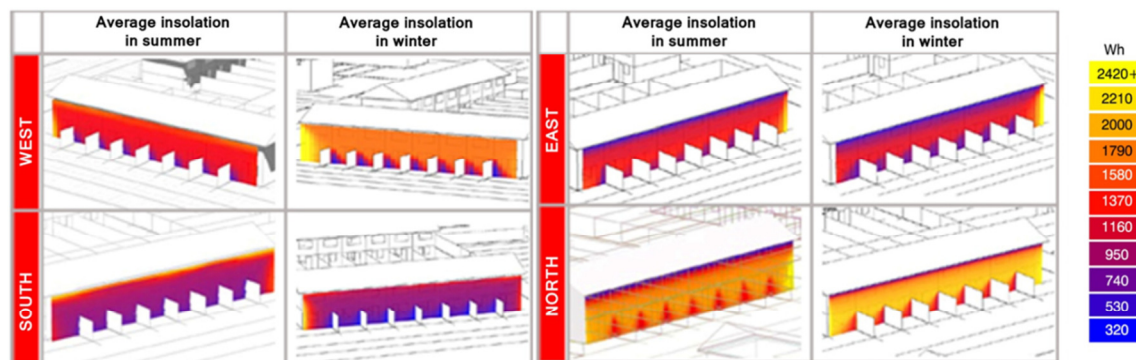 Average insolation
in summer
Average insolation
in winter
Average insolation
in summer
Average insolation
in winter
WEST
EAST
SOUTH
NORTH
Wh
2420+
2210
2000
1790
1580
1370
1160
950
740
530
320